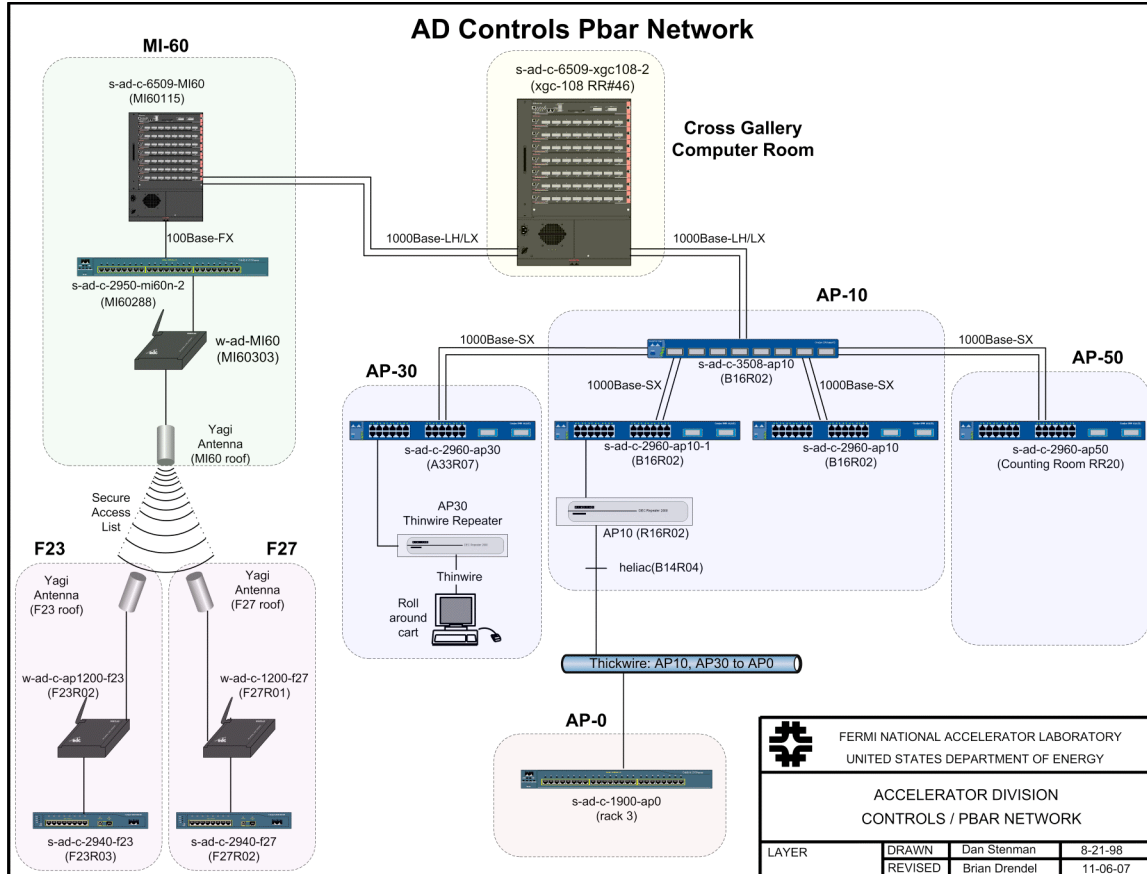 AD Controls Pbar Network
MI-60
s-ad-c-6509-MI60
(MI60115)
100Base-FX
s-ad-c-2950-mi60n-2
(MI60288)
w-ad-MI60
(MI60303)
Yagi
Antenna
(MI60 roof)
Secure
Access
List
s-ad-c-6509-xgc108-2
(xgc-108 RR#46)
Cross Gallery
Computer Room
1000Base-LH/LX
1000Base-LH/LX
AP-10
1000Base-SX
s-ad-c-3508-ap10
(B16R02)
1000Base-SX
1000Base-SX
1000Base-SX
s-ad-c-2960-ap10-1
(B16R02)
s-ad-c-2960-ap10
(B16R02)
AP10 (R16R02)
heliac(B14R04)
AP-30
s-ad-c-2960-ap30
(A33R07)
AP30
Thinwire Repeater
Thinwire
Roll
around
cart
AP-50
s-ad-c-2960-ap50
(Counting Room RR20)
Thickwire: AP10, AP30 to AP0
AP-0
s-ad-c-1900-ap0
(rack 3)
F23
Yagi
Antenna
(F23 roof)
w-ad-c-ap1200-f23
(F23R02)
s-ad-c-2940-f23
(F23R03)
F27
Yagi
Antenna
(F27 roof)
w-ad-c-1200-f27
(F27R01)
s-ad-c-2940-f27
(F27R02)
FERMI NATIONAL ACCELERATOR LABORATORY
UNITED STATES DEPARTMENT OF ENERGY
ACCELERATOR DIVISION
CONTROLS / PBAR NETWORK
LAYER
DRAWN Dan Stenman 8-21-98
REVISED Brian Drendel 11-06-07